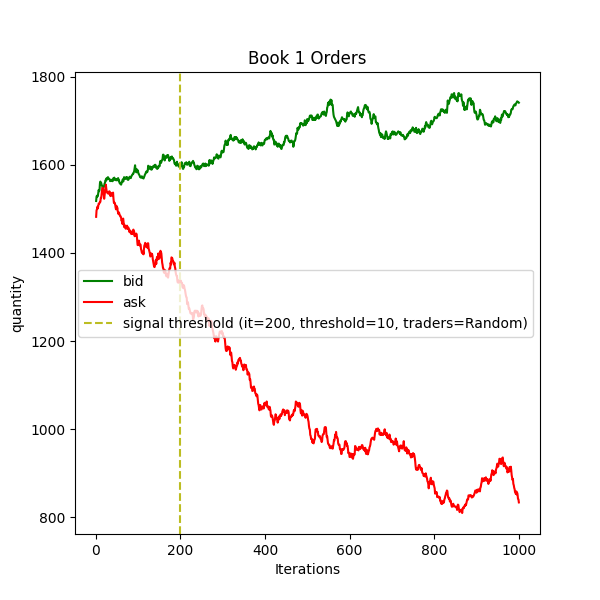 Book 1 Orders
1800
1600
1400
1200
1000
800
quantity
bid
ask
signal threshold (it=200, threshold=10, traders=Random)
0 200 400 600 800 1000
Iterations